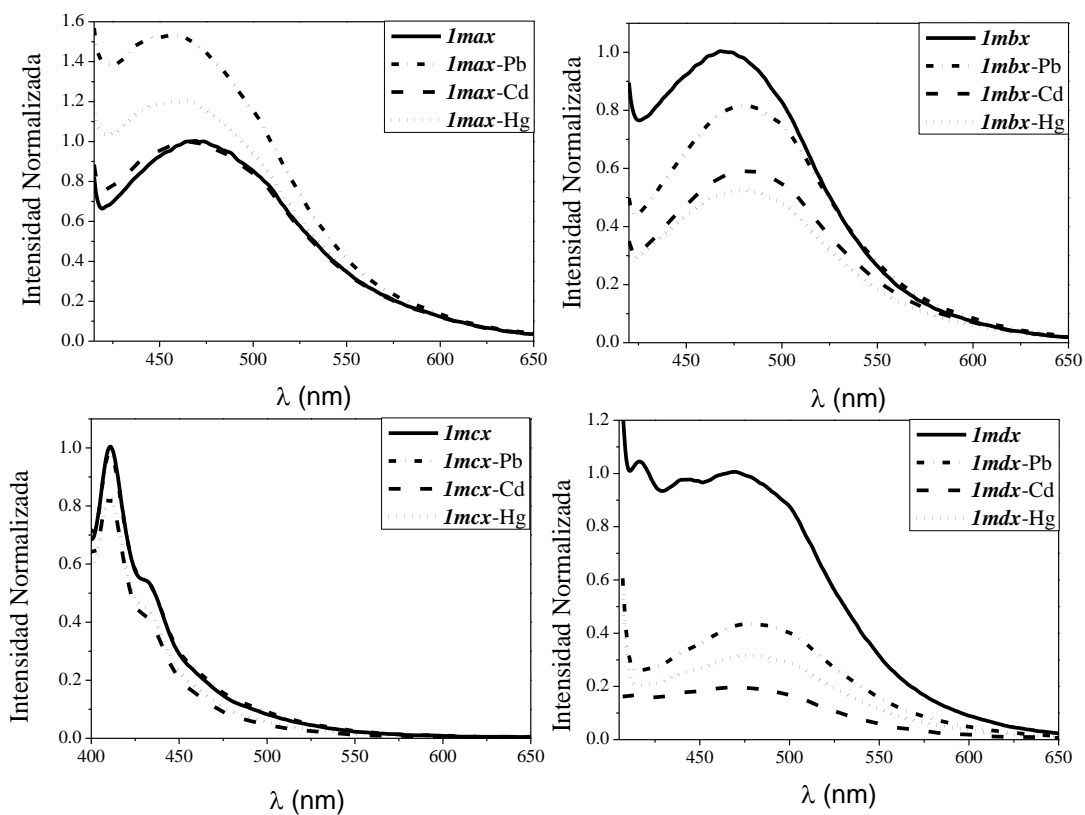 1.6
1.4
1.2
1.0
0.8
0.6
0.4
0.2
0.0
Intensidad Normalizada
1max
1max-Pb
1max-Cd
1max-Hg
450 500 550 600 650
λ (nm)
1.0
0.8
0.6
0.4
0.2
0.0
Intensidad Normalizada
1mbx
1mbx-Pb
1mbx-Cd
1mbx-Hg
450 500 550 600 650
λ (nm)
1.0
0.8
0.6
0.4
0.2
0.0
Intensidad Normalizada
1mcx
1mcx-Pb
1mcx-Cd
1mcx-Hg
400 450 500 550 600 650
λ (nm)
1.2
1.0
0.8
0.6
0.4
0.2
0.0
Intensidad Normalizada
1mdx
1mdx-Pb
1mdx-Cd
1mdx-Hg
450 500 550 600 650
λ (nm)